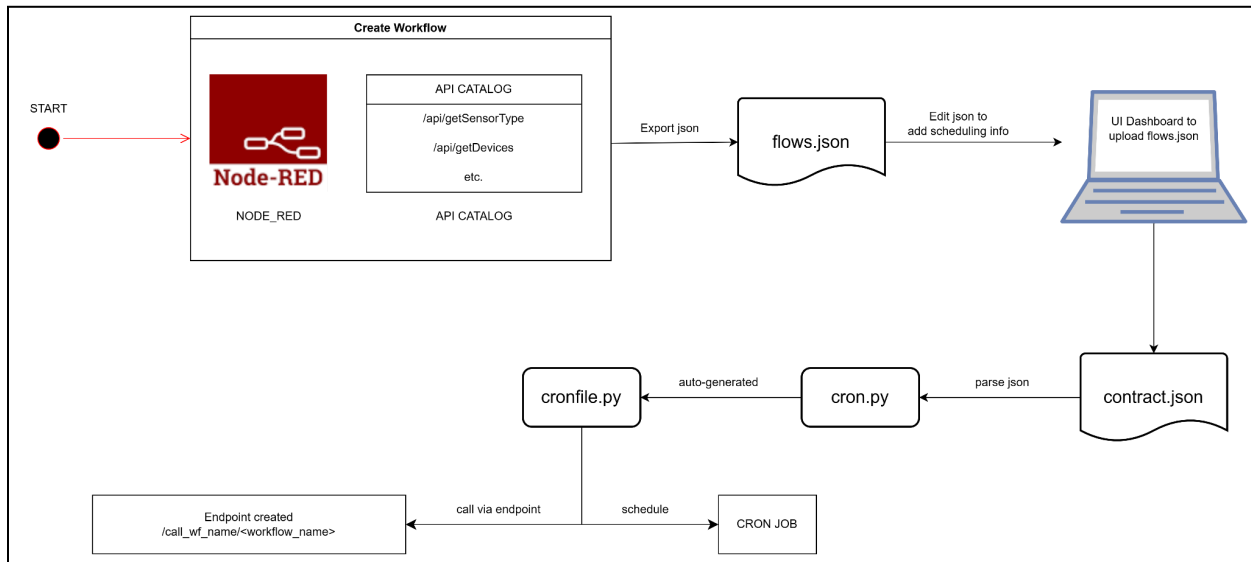 Create Workflow
START
Node-RED
NODE_RED
API CATALOG
/api/getSensorType
/api/getDevices
etc.
API CATALOG
Export json
flows.json
Edit json to
add scheduling info
UI Dashboard to
upload flows.json
contract.json
parse json
cron.py
auto-generated
cronfile.py
call via endpoint
schedule
Endpoint created
/call_wf_name/<workflow_name>
CRON JOB